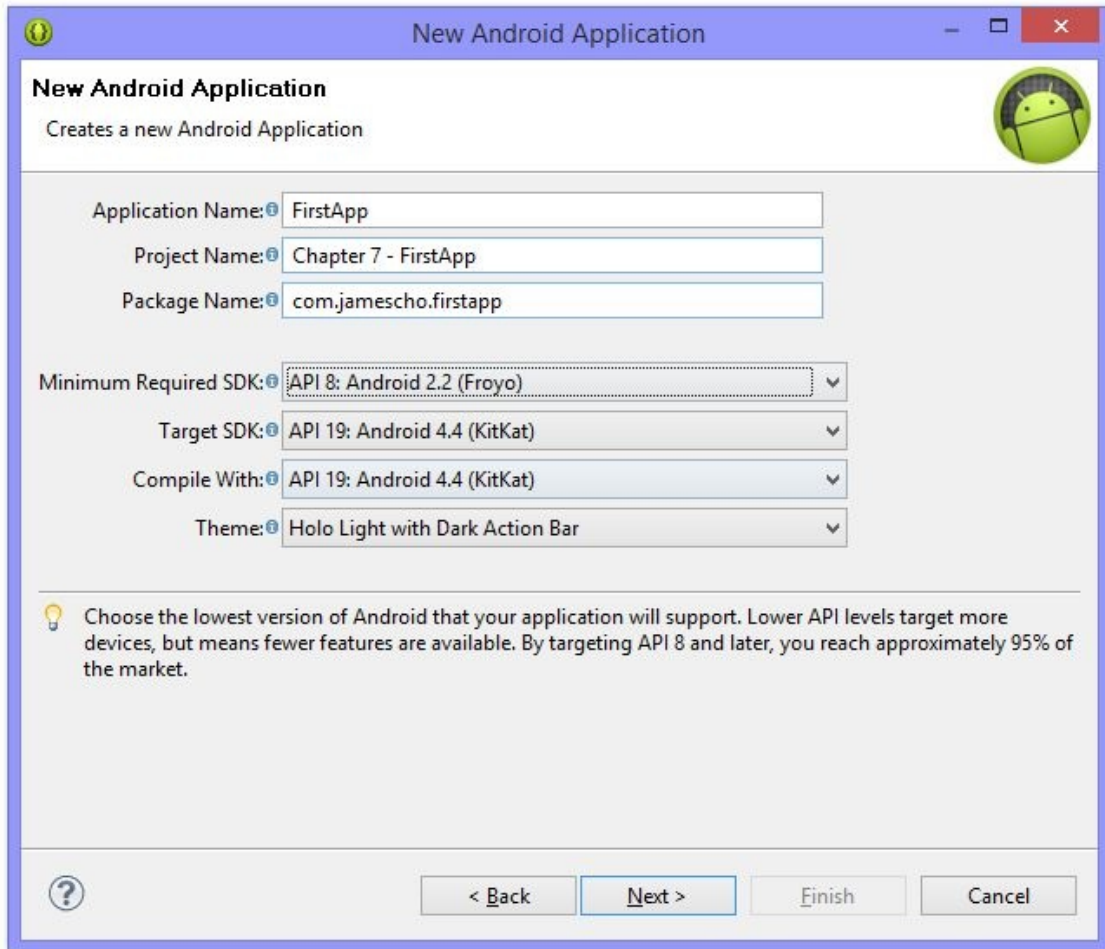 New Android Application
New Android Application
Creates a new Android Application
Application Name: FirstApp
Project Name: Chapter 7 - FirstApp
Package Name: com.jamescho.firstapp
Minimum Required SDK: API 8: Android 2.2 (Froyo)
Target SDK: API 19: Android 4.4 (KitKat)
Compile With: API 19: Android 4.4 (KitKat)
Theme: Holo Light with Dark Action Bar
Choose the lowest version of Android that your application will support. Lower API levels target more
devices, but means fewer features are available. By targeting API 8 and later, you reach approximately 95% of
the market.
< Back Next > Finish Cancel